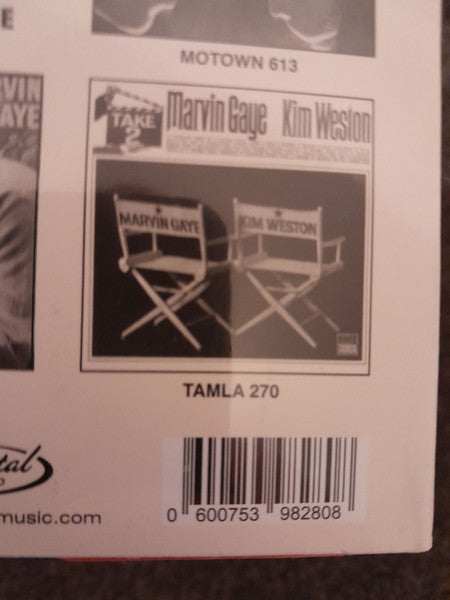 E
MOTOWN 613
VIN
AYE
TAKE
2
Marvin Gaye Kim Weston
MARVIN GAYE
KIM WESTON
TAMLA 270
tal
music.com
0 600753 982808